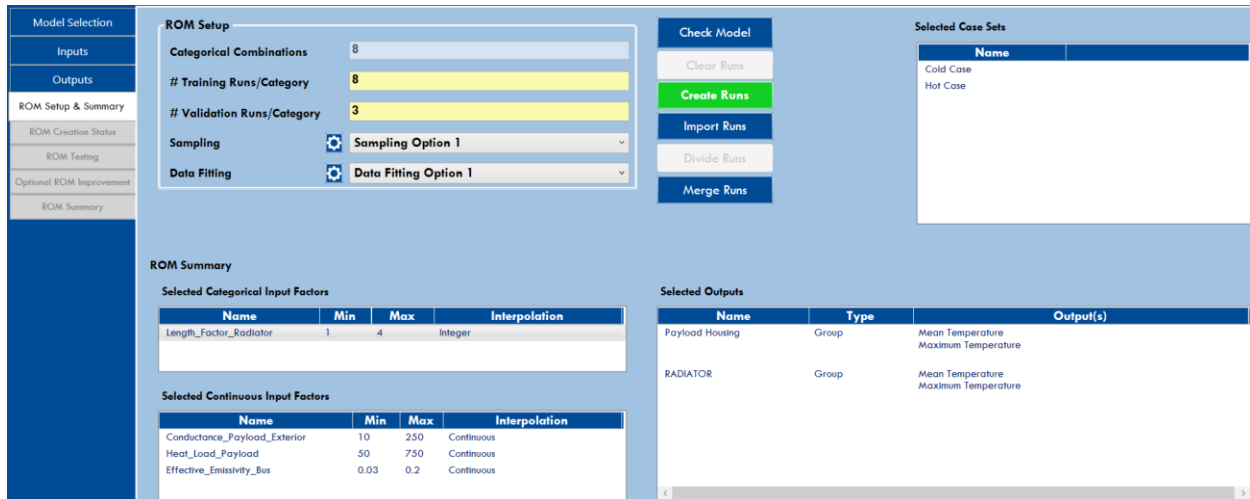 Model Selection
Inputs
Outputs
ROM Setup & Summary
ROM Creation Status
ROM Testing
Optional ROM Improvement
ROM Summary
ROM Setup
Categorical Combinations 8
# Training Runs/Category 8
# Validation Runs/Category 3
Sampling Sampling Option 1
Data Fitting Data Fitting Option 1
Check Model
Clear Runs
Create Runs
Import Runs
Divide Runs
Merge Runs
Selected Case Sets
Name
Cold Case
Hot Case
ROM Summary
Selected Categorical Input Factors
Name Min Max Interpolation
Length_Factor_Radiator 1 4 Integer
Selected Continuous Input Factors
Name Min Max Interpolation
Conductance_Payload_Exterior 10 250 Continuous
Heat_Load_Payload 50 750 Continuous
Effective_Emissivity_Bus 0.03 0.2 Continuous
Selected Outputs
Name Type Output(s)
Payload Housing Group Mean Temperature
Maximum Temperature
RADIATOR Group Mean Temperature
Maximum Temperature